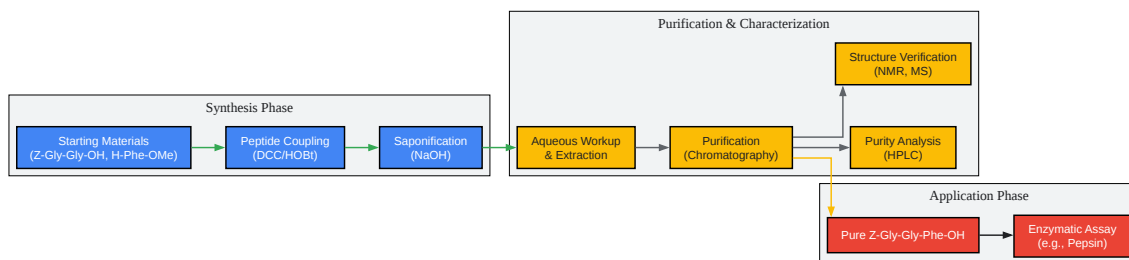 Purification & Characterization
Structure Verification
(NMR, MS)
Synthesis Phase
Starting Materials
(Z-Gly-Gly-OH, H-Phe-OMe)
Peptide Coupling
(DCC/HOBt)
Saponification
(NaOH)
Aqueous Workup
& Extraction
Purification
(Chromatography)
Purity Analysis
(HPLC)
Application Phase
Pure Z-Gly-Gly-Phe-OH
Enzymatic Assay
(e.g., Pepsin)